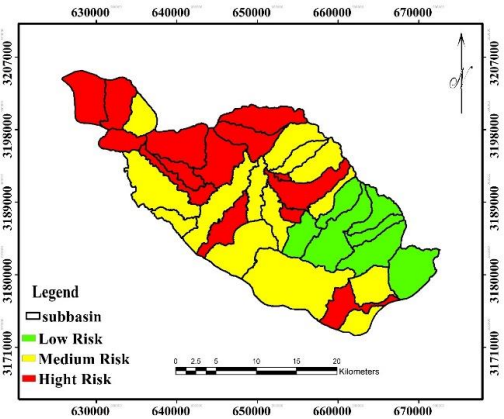 630000 640000 650000 660000 670000
3207000 3207000
N
3198000 3198000
3189000 3189000
3180000 3180000
3171000 3171000
Legend
subbasin
Low Risk
Medium Risk
Hight Risk
0 2.5 5 10 15 20
Kilometers
630000 640000 650000 660000 670000